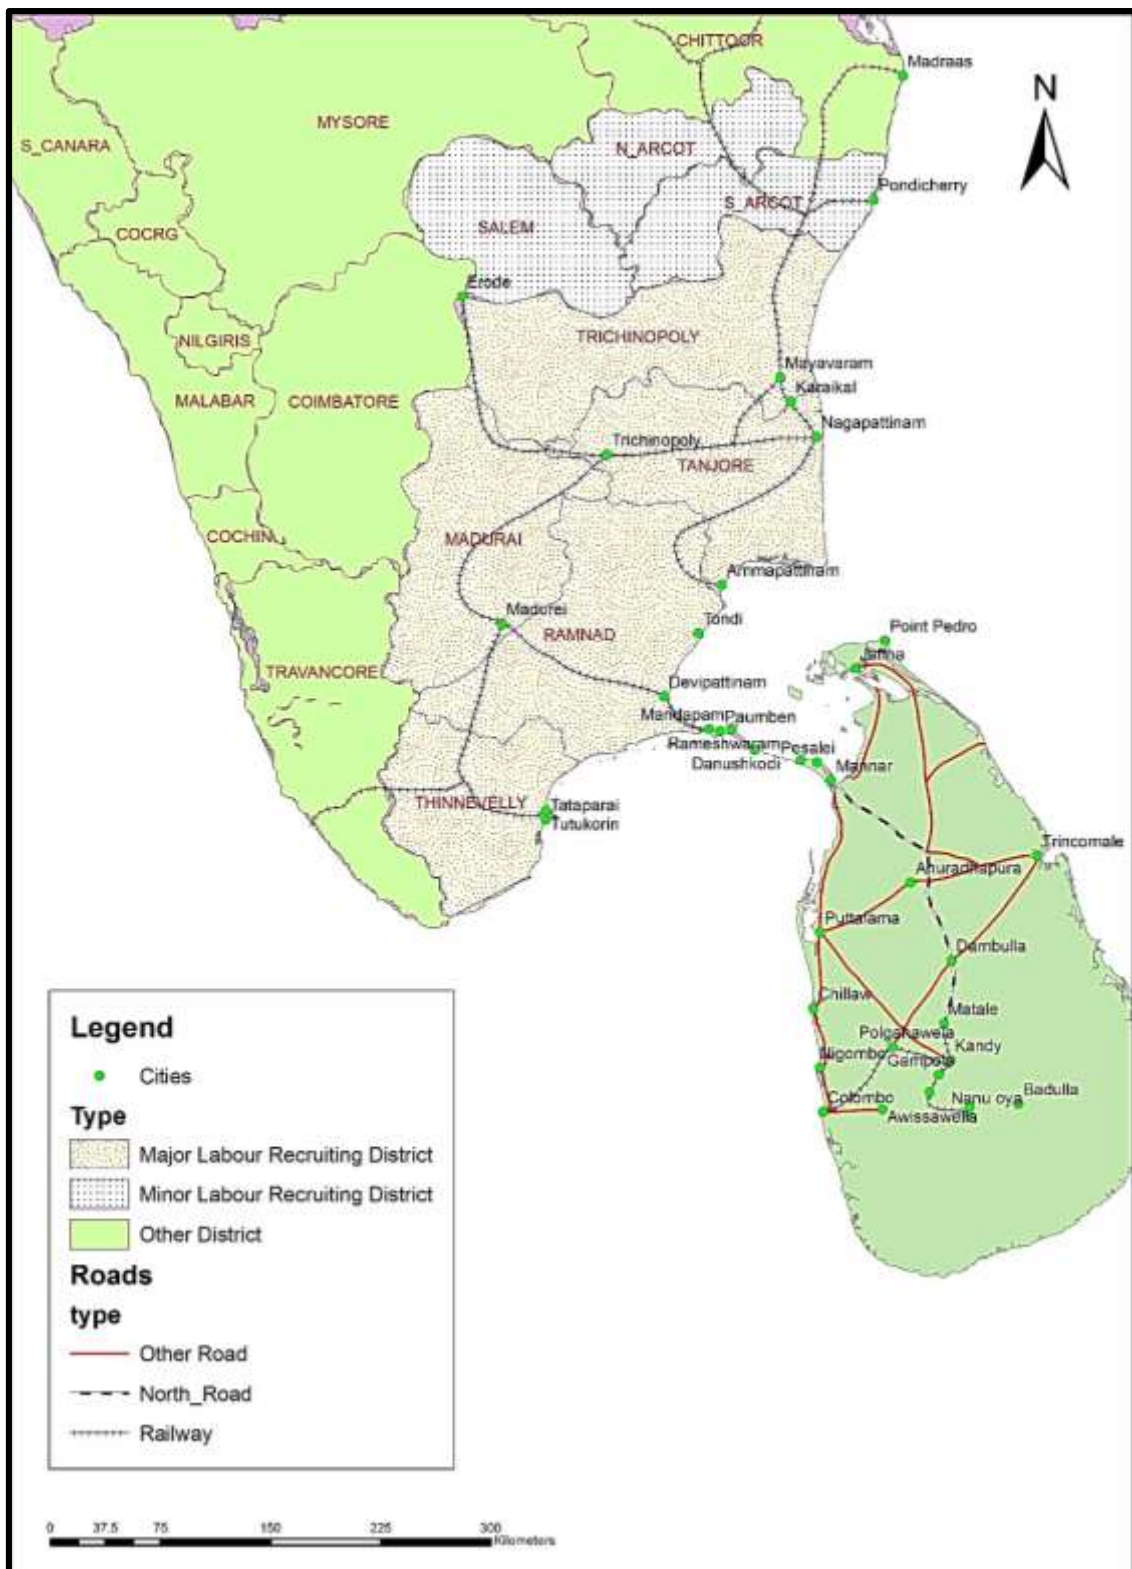 CHITTOOR
Madraas
N
MYSORE
S_CANARA
N_ARCOT
Pondicherry
S_ARCOT
SALEM
COCRG
Erode
NILGIRIS
TRICHINOPOLY
Mayavaram
Karaikal
MALABAR
COIMBATORE
Nagapattinam
Trichinopoly
TANJORE
COCHIN
MADURAI
Ammapattinam
Madurei
RAMNAD
Tondi
Point Pedro
Jaffna
TRAVANCORE
Devipattinam
Mandapam
Paumben
Rameshwaram
Pesalei
Danushkodi
Mannar
THINNEVELLY
Tataparai
Tutukorin
Trincomale
Anuradhapura
Puttalama
Dambulla
Chillaw
Matale
Polgahawela
Kandy
Nigombo
Gampola
Colombo
Nanu oya
Badulla
Awissawella
Legend
Cities
Type
Major Labour Recruiting District
Minor Labour Recruiting District
Other District
Roads
type
Other Road
North_Road
Railway
0 37.5 75 150 225 300
Kilometers